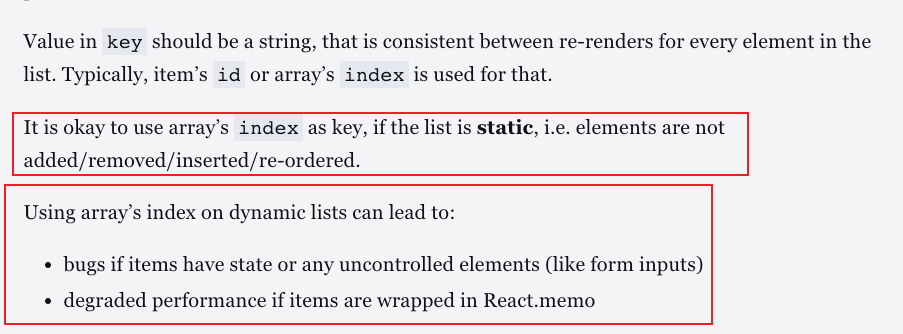 Value in key should be a string, that is consistent between re-renders for every element in the
list. Typically, item’s id or array’s index is used for that.
It is okay to use array’s index as key, if the list is static, i.e. elements are not
added/removed/inserted/re-ordered.
Using array’s index on dynamic lists can lead to:
• bugs if items have state or any uncontrolled elements (like form inputs)
• degraded performance if items are wrapped in React.memo